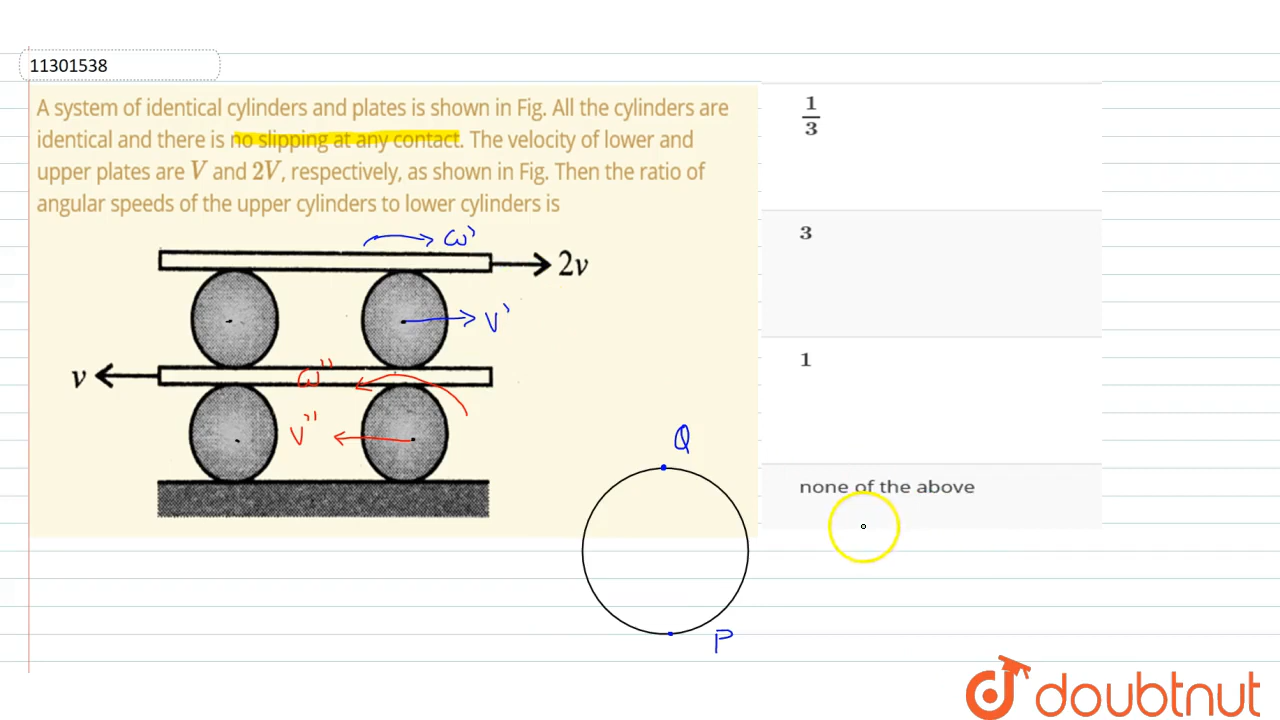 11301538
A system of identical cylinders and plates is shown in Fig. All the cylinders are
identical and there is no slipping at any contact. The velocity of lower and
upper plates are V and 2V, respectively, as shown in Fig. Then the ratio of
angular speeds of the upper cylinders to lower cylinders is
ω'
2v
V'
v
ω''
V''
Q
P
1/3
3
1
none of the above
doubtnut